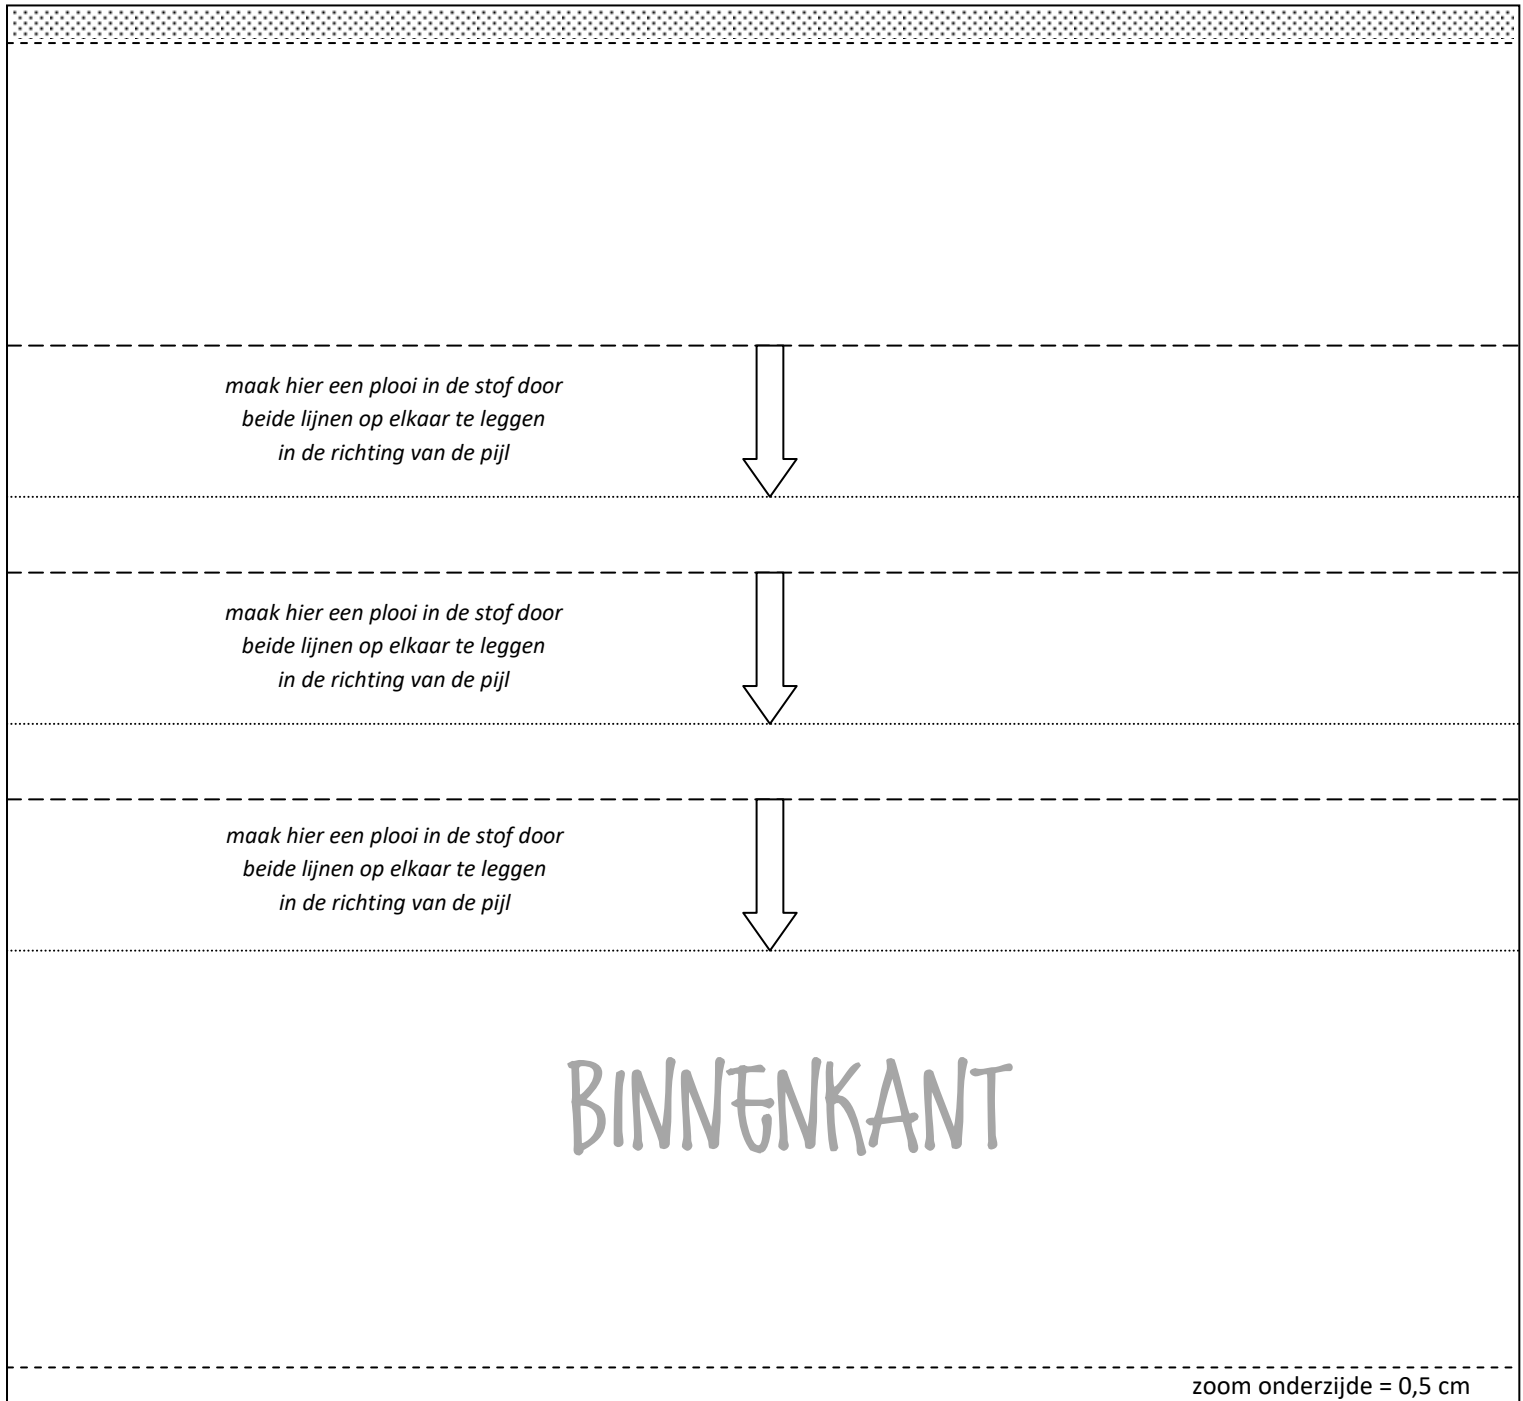 maak hier een plooi in de stof door
beide lijnen op elkaar te leggen
in de richting van de pijl
maak hier een plooi in de stof door
beide lijnen op elkaar te leggen
in de richting van de pijl
maak hier een plooi in de stof door
beide lijnen op elkaar te leggen
in de richting van de pijl
BINNENKANT
zoom onderzijde = 0,5 cm